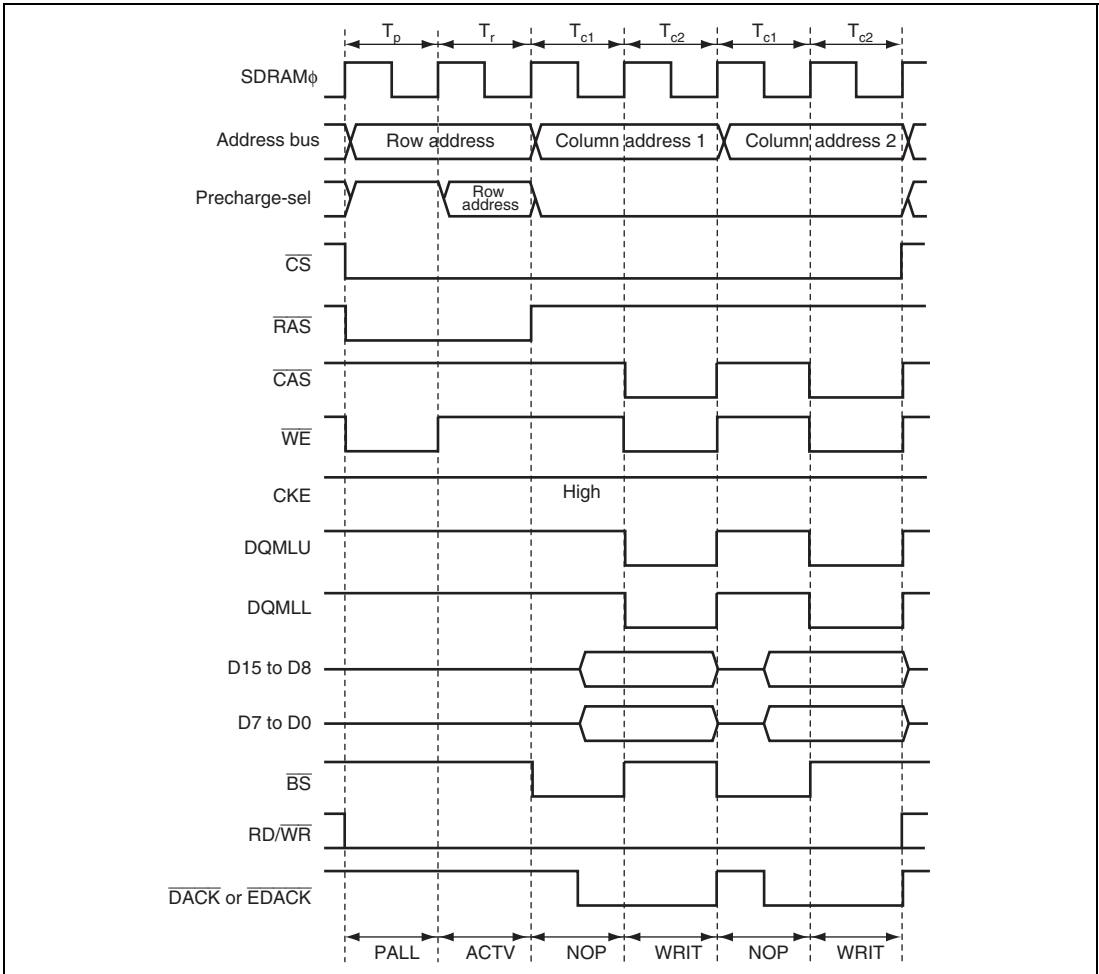 Tp Tr Tc1 Tc2 Tc1 Tc2
SDRAMϕ
Address bus Row address Column address 1 Column address 2
Precharge-sel Row address
CS
RAS
CAS
WE
CKE High
DQMLU
DQMLL
D15 to D8
D7 to D0
BS
RD/WR
DACK or EDACK
PALL ACTV NOP WRIT NOP WRIT